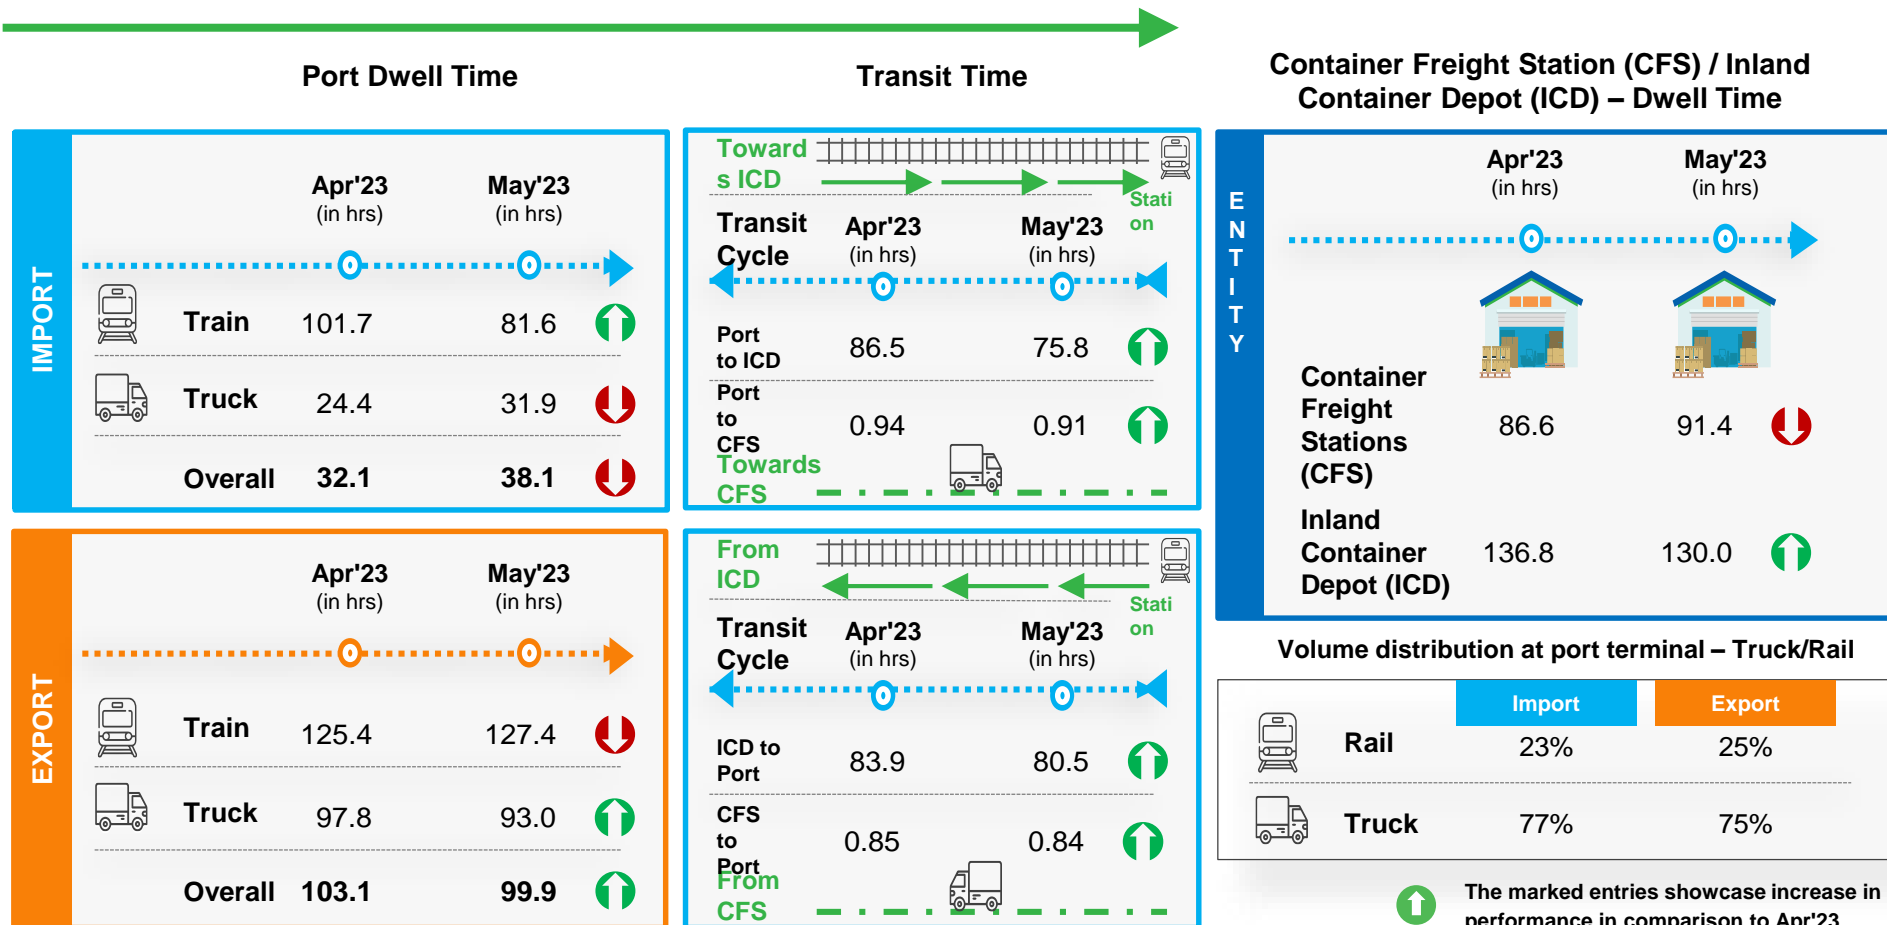 Port Dwell Time
Transit Time
Container Freight Station (CFS) / Inland
Container Depot (ICD) – Dwell Time
IMPORT
Apr'23
(in hrs)
May'23
(in hrs)
Train 101.7 81.6
Truck 24.4 31.9
Overall 32.1 38.1
Toward
s ICD
Stati
on
Transit
Cycle
Apr'23
(in hrs)
May'23
(in hrs)
Port
to ICD
86.5 75.8
Port
to
CFS
0.94 0.91
Towards
CFS
ENTITY
Apr'23
(in hrs)
May'23
(in hrs)
Container
Freight
Stations
(CFS)
86.6 91.4
Inland
Container
Depot (ICD)
136.8 130.0
EXPORT
Apr'23
(in hrs)
May'23
(in hrs)
Train 125.4 127.4
Truck 97.8 93.0
Overall 103.1 99.9
From
ICD
Stati
on
Transit
Cycle
Apr'23
(in hrs)
May'23
(in hrs)
ICD to
Port
83.9 80.5
CFS
to
Port
0.85 0.84
From
CFS
Volume distribution at port terminal – Truck/Rail
Import Export
Rail 23% 25%
Truck 77% 75%
The marked entries showcase increase in
performance in comparison to Apr'23